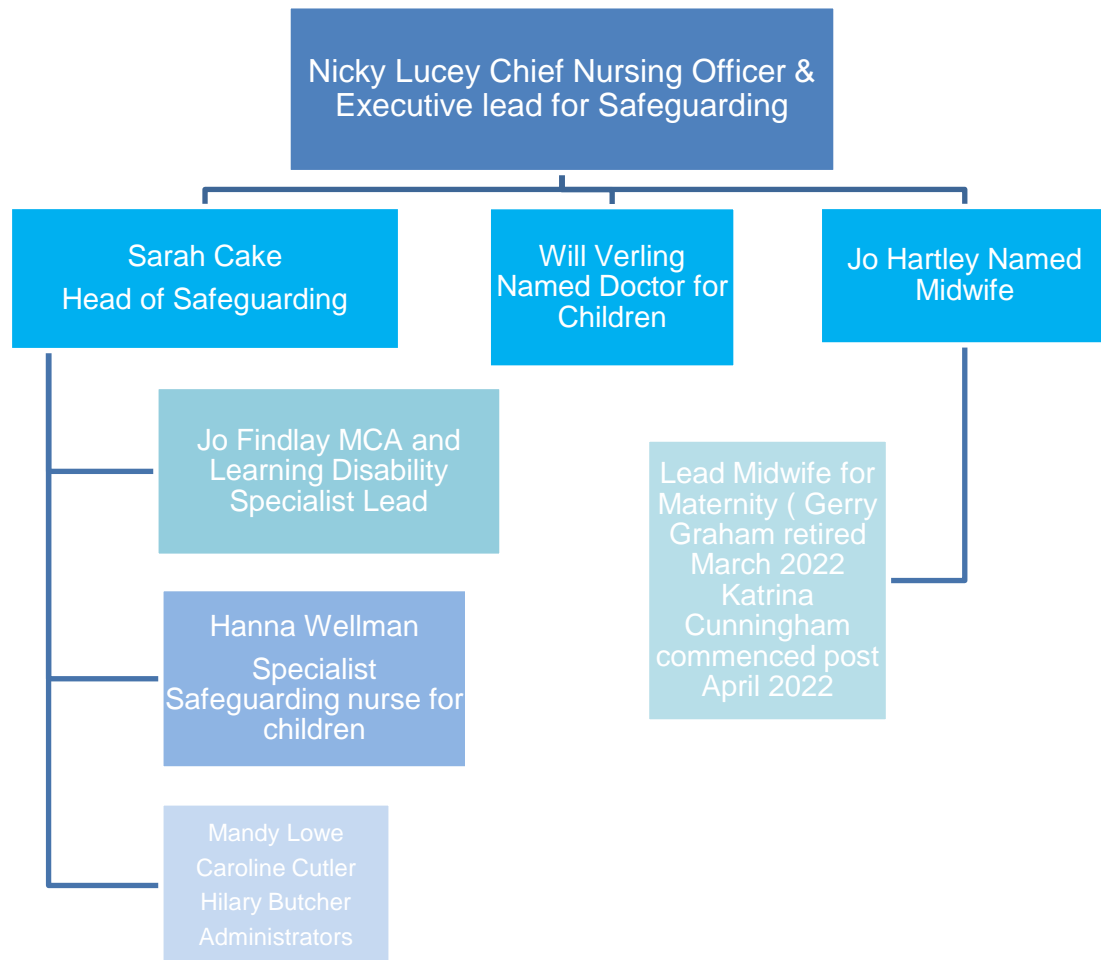 Nicky Lucey Chief Nursing Officer &
Executive lead for Safeguarding
Sarah Cake
Head of Safeguarding
Will Verling
Named Doctor for
Children
Jo Hartley Named
Midwife
Jo Findlay MCA and
Learning Disability
Specialist Lead
Lead Midwife for
Maternity ( Gerry
Graham retired
March 2022
Katrina
Cunningham
commenced post
April 2022
Hanna Wellman
Specialist
Safeguarding nurse for
children
Mandy Lowe
Caroline Cutler
Hilary Butcher
Administrators